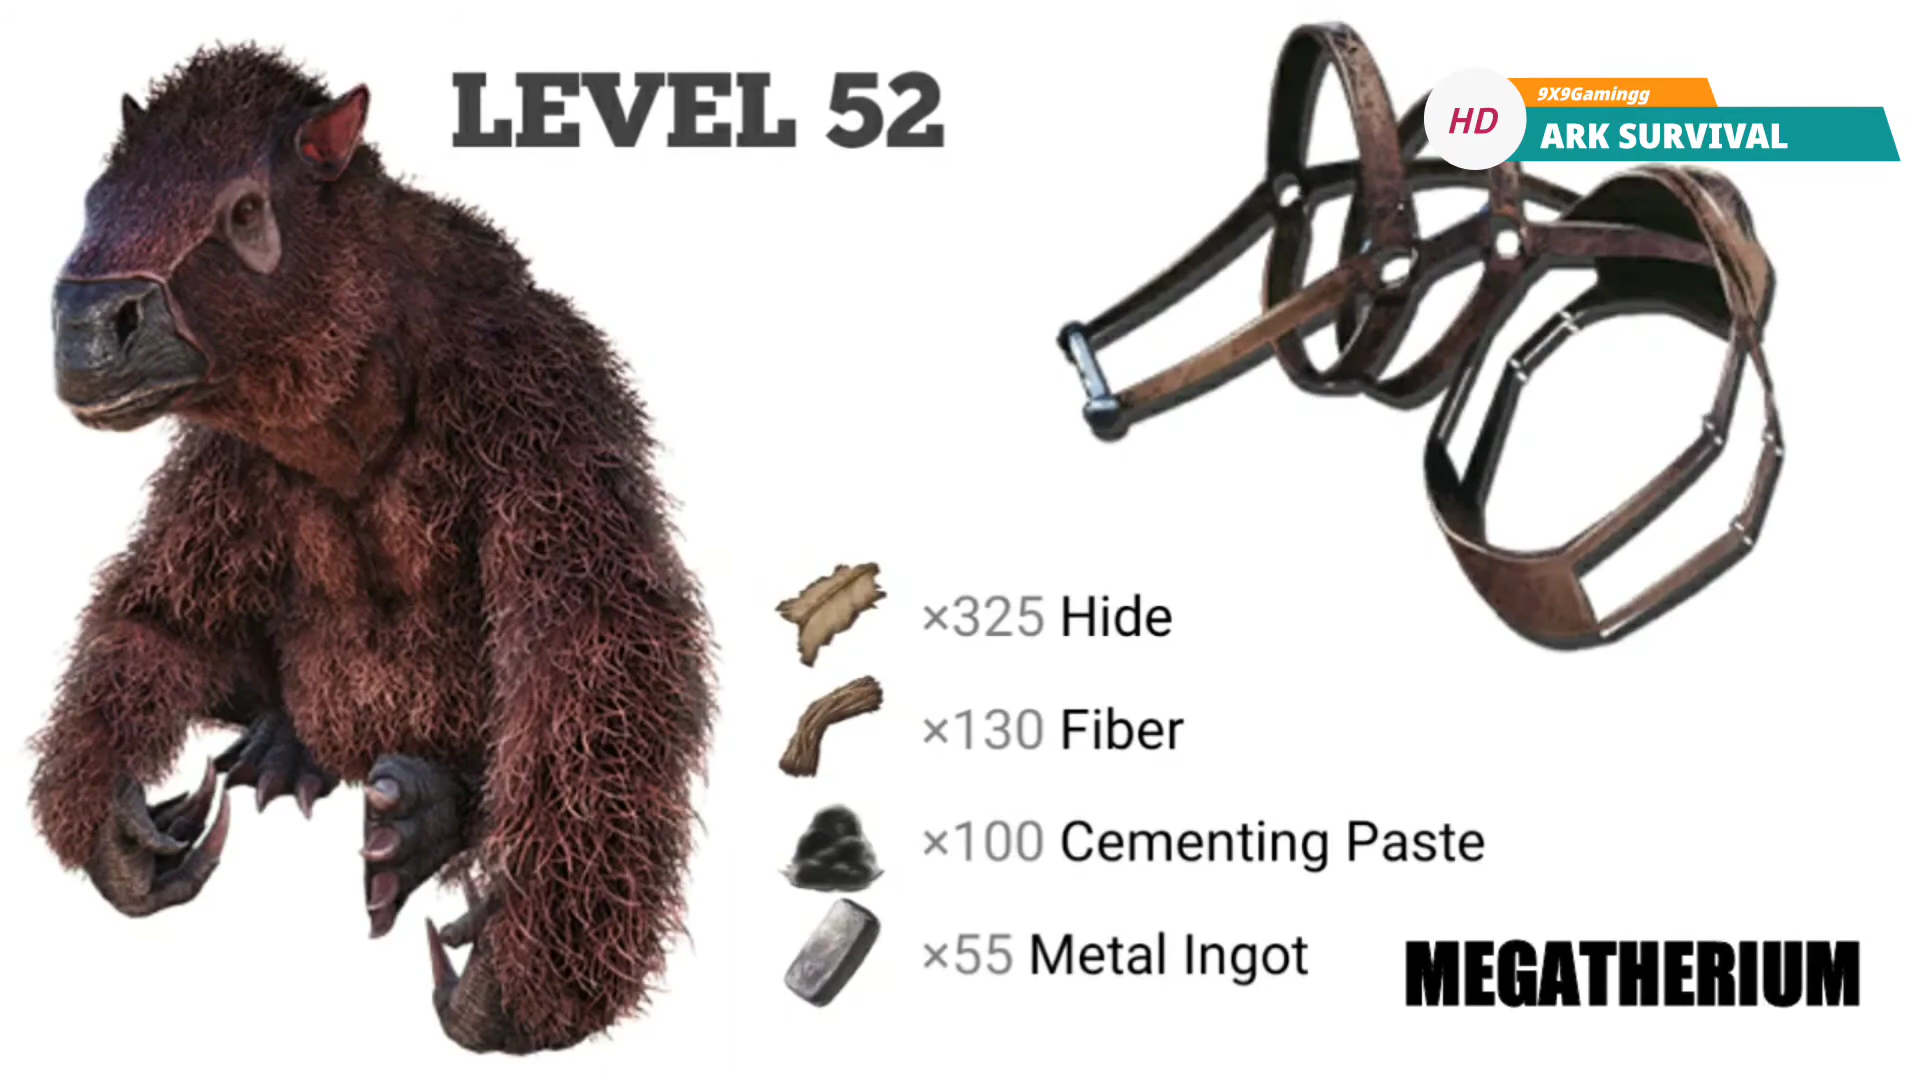 LEVEL 52
HD
9X9Gamingg
ARK SURVIVAL
×325 Hide
×130 Fiber
×100 Cementing Paste
×55 Metal Ingot
MEGATHERIUM